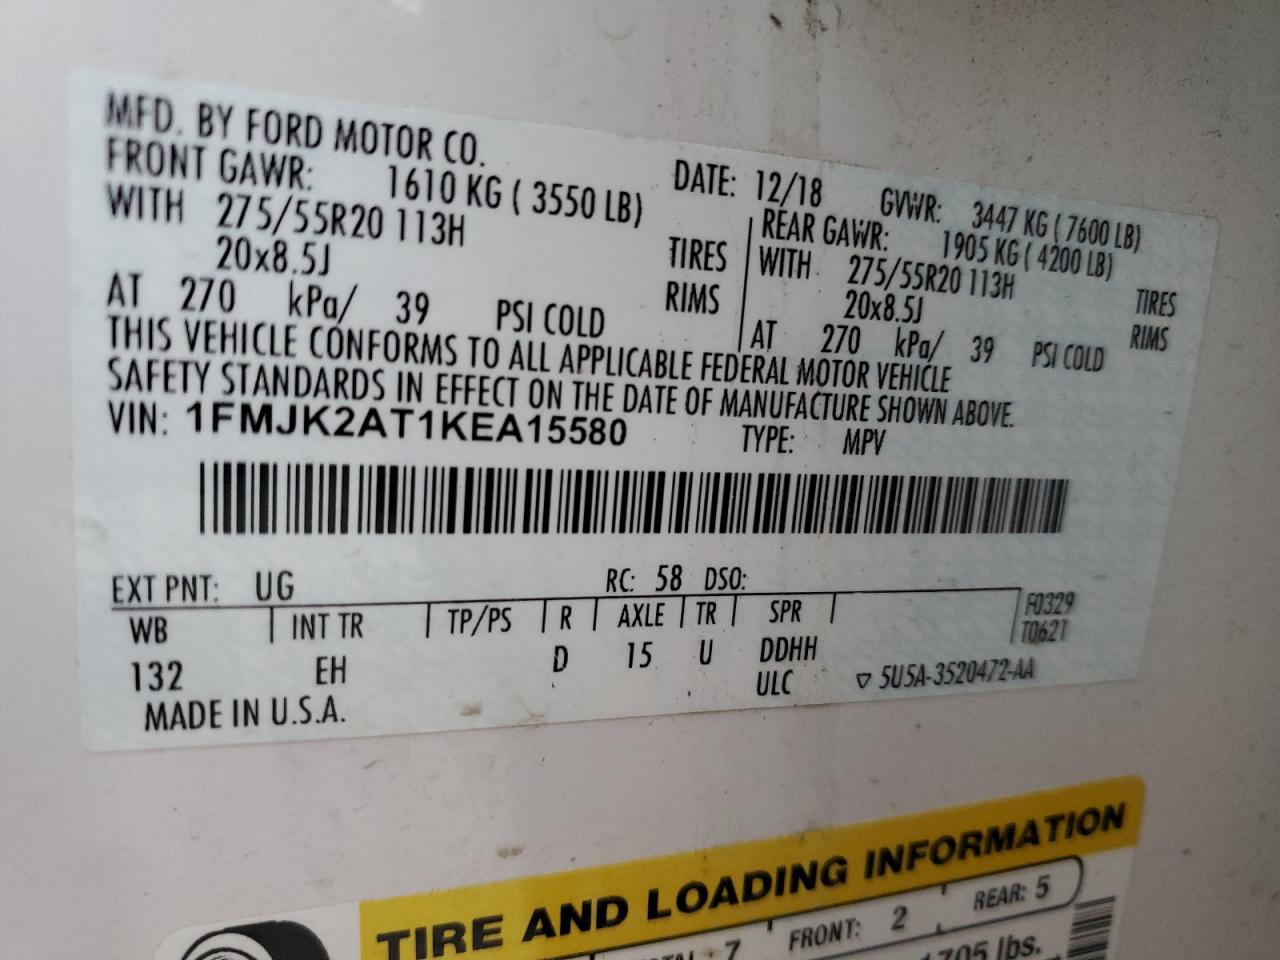 MFD. BY FORD MOTOR CO.
DATE: 12/18 GVWR: 3447 KG ( 7600 LB)
FRONT GAWR: 1610 KG ( 3550 LB)
WITH 275/55R20 113H TIRES
20x8.5J RIMS
AT 270 kPa/ 39 PSI COLD
REAR GAWR: 1905 KG ( 4200 LB)
WITH 275/55R20 113H TIRES
20x8.5J RIMS
AT 270 kPa/ 39 PSI COLD
THIS VEHICLE CONFORMS TO ALL APPLICABLE FEDERAL MOTOR VEHICLE
SAFETY STANDARDS IN EFFECT ON THE DATE OF MANUFACTURE SHOWN ABOVE.
VIN: 1FMJK2AT1KEA15580 TYPE: MPV
EXT PNT: UG RC: 58 DSO:
WB INT TR TP/PS R AXLE TR SPR
F0329
T0621
132 EH D 15 U DDHH
ULC ▽ 5U5A-3520472-AA
MADE IN U.S.A.
TIRE AND LOADING INFORMATION
7 FRONT: 2 REAR: 5
1705 lbs.